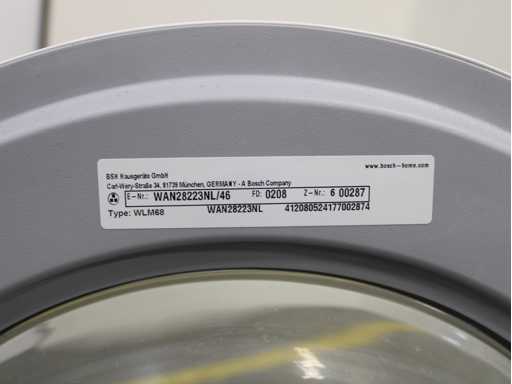 www.bosch-home.com
BSH Hausgeräte GmbH
Carl-Wery-Straße 34, 81739 München, GERMANY - A Bosch Company
E-Nr.: WAN28223NL/46 FD: 0208 Z-Nr.: 6 00287
Type: WLM68 WAN28223NL 412080524177002874